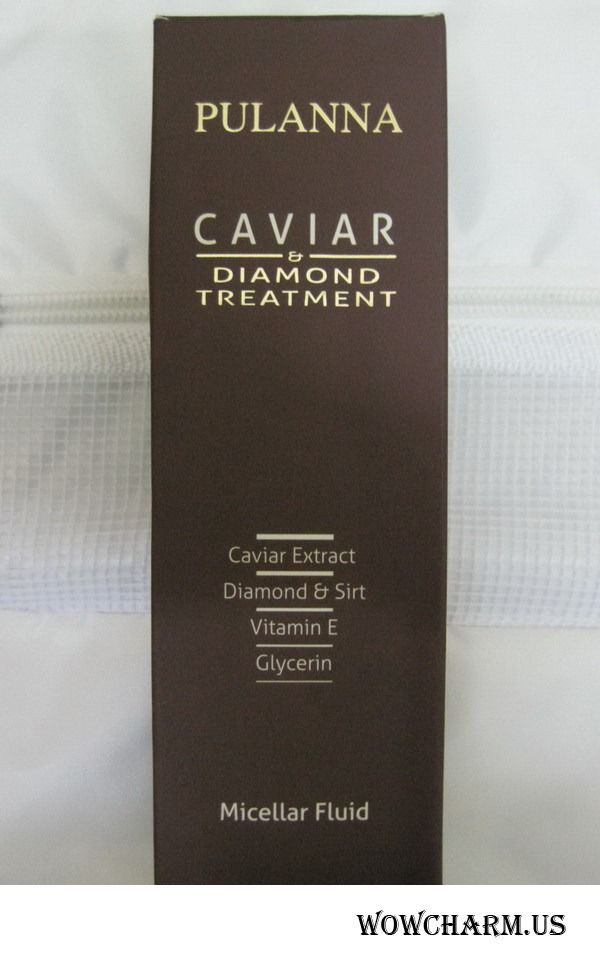 PULANNA
CAVIAR
&
DIAMOND
TREATMENT
Caviar Extract
Diamond & Sirt
Vitamin E
Glycerin
Micellar Fluid
WOWCHARM.US